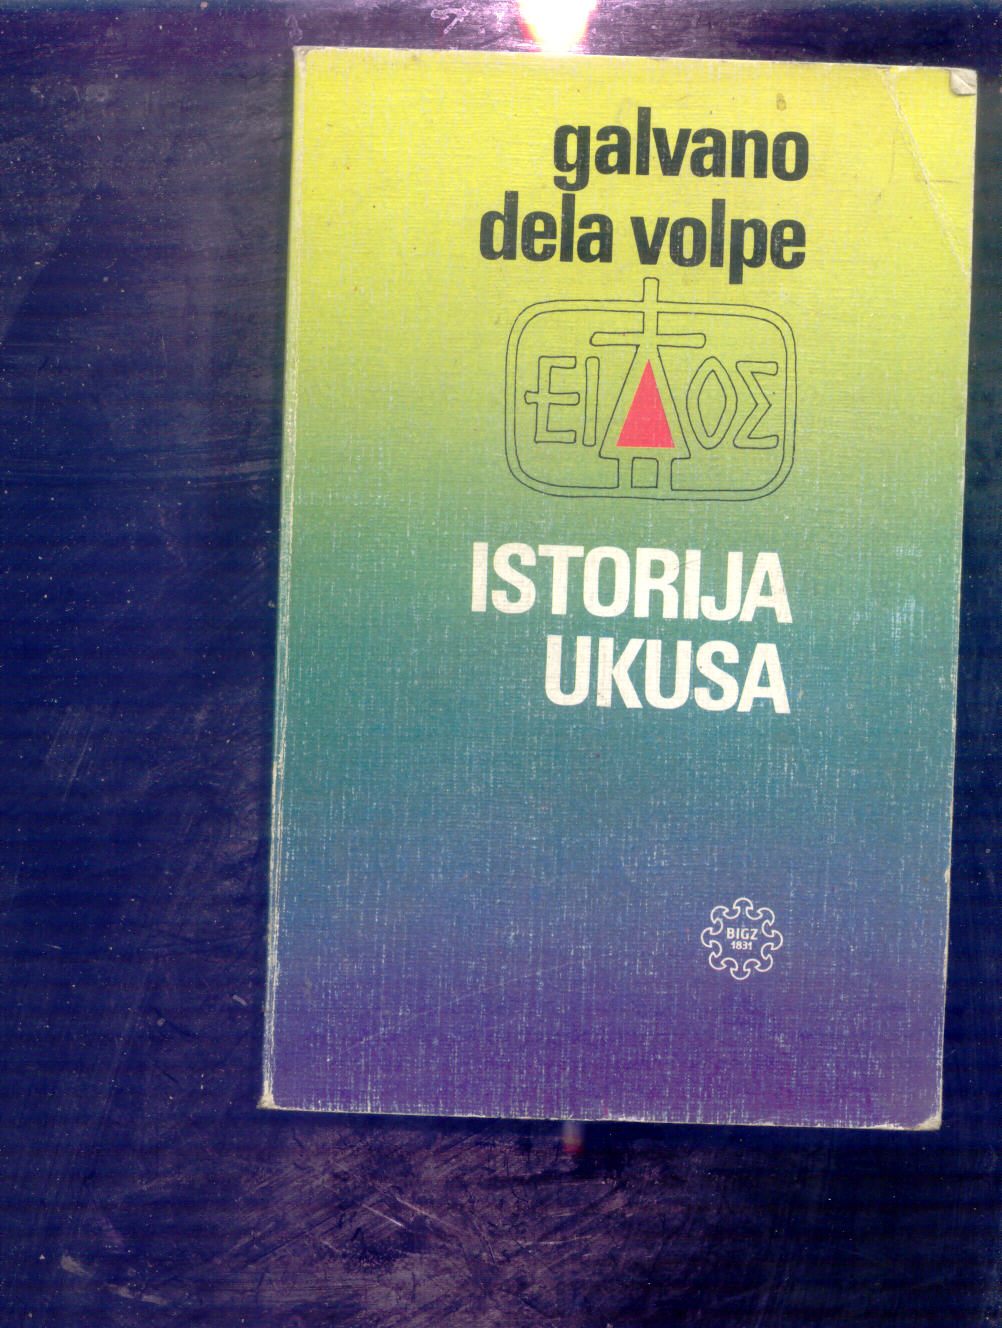 galvano
dela volpe
ΕΙΔΟΣ
ISTORIJA
UKUSA
BIGZ
1831